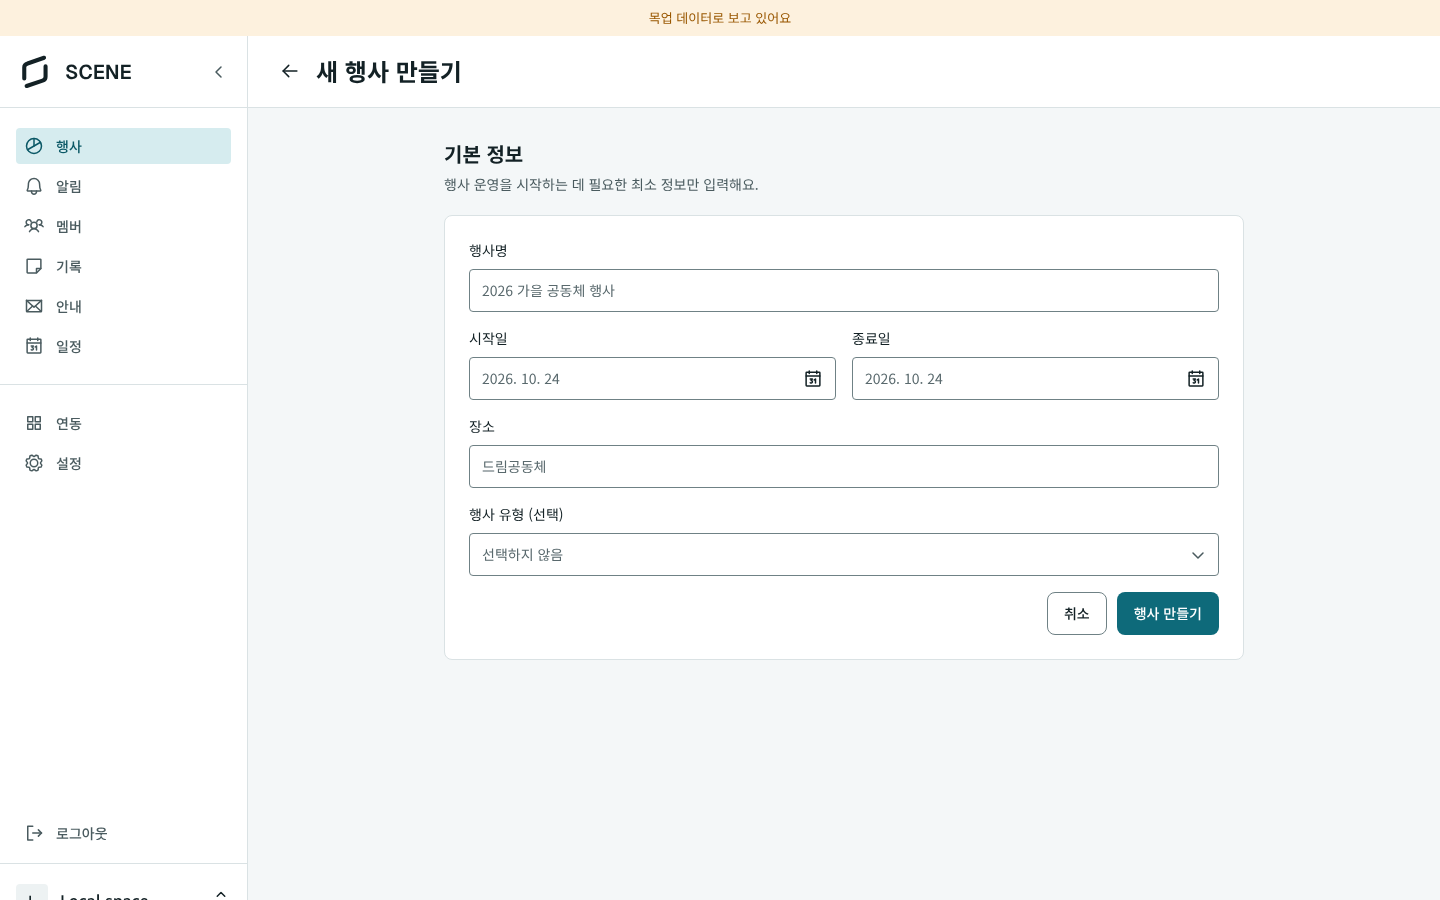 목업 데이터로 보고 있어요
SCENE
새 행사 만들기
행사
알림
멤버
기록
안내
일정
연동
설정
로그아웃
Local space
기본 정보
행사 운영을 시작하는 데 필요한 최소 정보만 입력해요.
행사명
2026 가을 공동체 행사
시작일
종료일
2026. 10. 24
2026. 10. 24
장소
드림공동체
행사 유형 (선택)
선택하지 않음
취소
행사 만들기